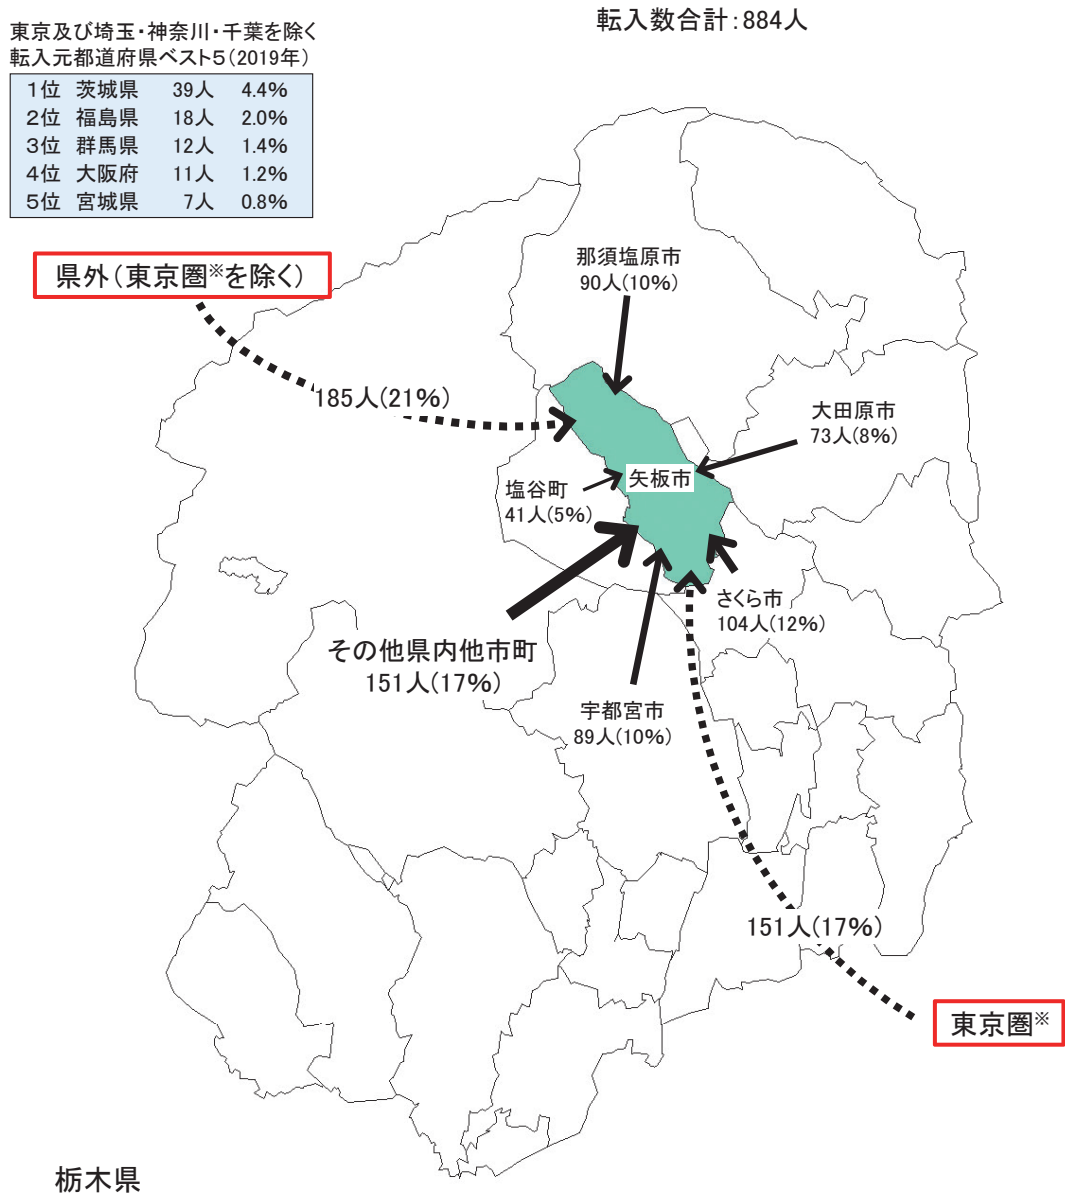 転入数合計：884人
東京及び埼玉・神奈川・千葉を除く
転入元都道府県ベスト5（2019年）
1位 茨城県 39人 4.4%
2位 福島県 18人 2.0%
3位 群馬県 12人 1.4%
4位 大阪府 11人 1.2%
5位 宮城県 7人 0.8%
県外（東京圏※を除く）
185人(21%)
那須塩原市
90人(10%)
大田原市
73人(8%)
矢板市
塩谷町
41人(5%)
さくら市
104人(12%)
その他県内他市町
151人(17%)
宇都宮市
89人(10%)
151人(17%)
東京圏※
栃木県